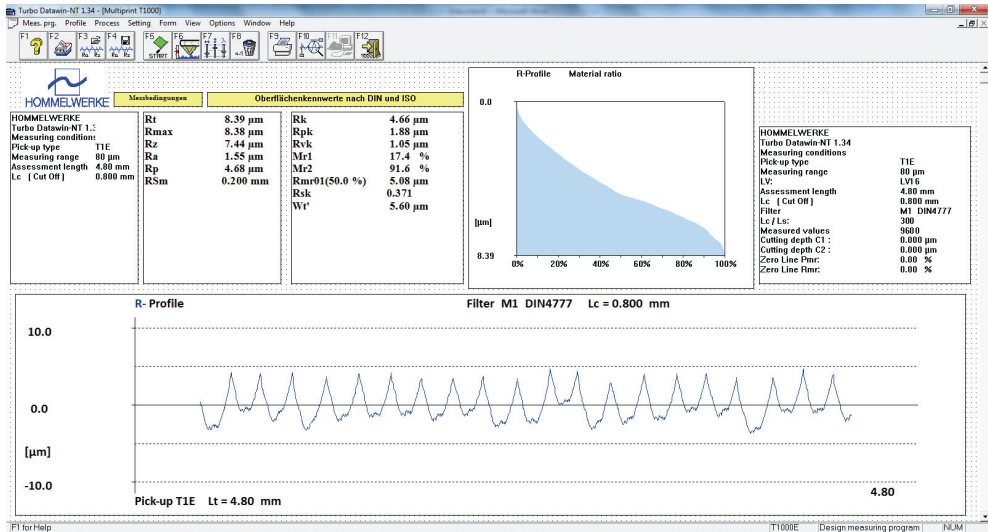 Turbo Datawin-NT 1.34 - [Multiprint T1000]
Meas. prg. Profile Process Setting Form View Options Window Help
F1 F2 F3 F4 F5 F6 F7 F8 F9 F10 F11 F12
Ra Rz Ra Rz START
HOMMELWERKE
Messbedingungen
Oberflächenkennwerte nach DIN und ISO
HOMMELWERKE
Turbo Datawin-NT 1.:
Measuring condition:
Pick-up type T1E
Measuring range 80 µm
Assessment length 4.80 mm
Lc [ Cut Off ] 0.800 mm
Rt 8.39 µm
Rmax 8.38 µm
Rz 7.44 µm
Ra 1.55 µm
Rp 4.68 µm
RSm 0.200 mm
Rk 4.66 µm
Rpk 1.88 µm
Rvk 1.05 µm
Mr1 17.4 %
Mr2 91.6 %
Rmr01(50.0 %) 5.08 µm
Rsk 0.371
Wt' 5.60 µm
R-Profile Material ratio
0.0
[µm]
8.39
0% 20% 40% 60% 80% 100%
HOMMELWERKE
Turbo Datawin-NT 1.34
Measuring conditions
Pick-up type T1E
Measuring range 80 µm
LV: LV16
Assessment length 4.80 mm
Lc [ Cut Off ] 0.800 mm
Filter M1 DIN4777
Lc / Ls: 300
Measured values 9600
Cutting depth C1 : 0.000 µm
Cutting depth C2 : 0.000 µm
Zero Line Pmr: 0.00 %
Zero Line Rmr: 0.00 %
R- Profile Filter M1 DIN4777 Lc = 0.800 mm
10.0
0.0
[µm]
-10.0
4.80
Pick-up T1E Lt = 4.80 mm
F1 for Help
T1000E Design measuring program NUM